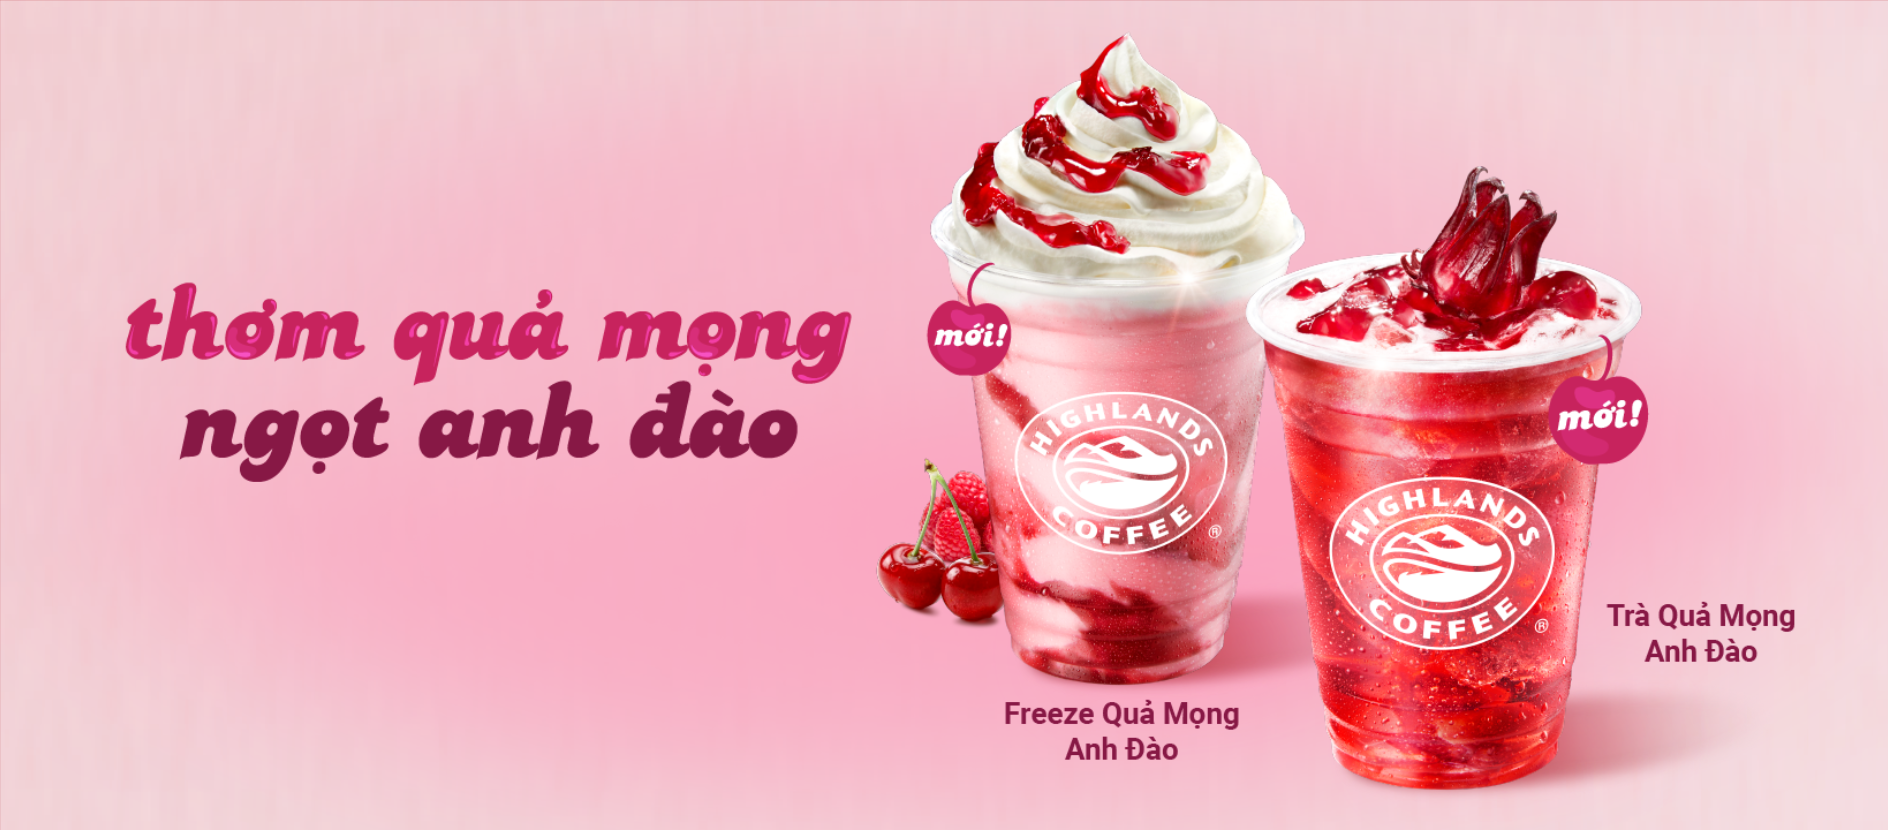 thơm quả mọng
ngọt anh đào
mới!
HIGHLANDS
COFFEE
®
mới!
HIGHLANDS
COFFEE
®
Freeze Quả Mọng
Anh Đào
Trà Quả Mọng
Anh Đào